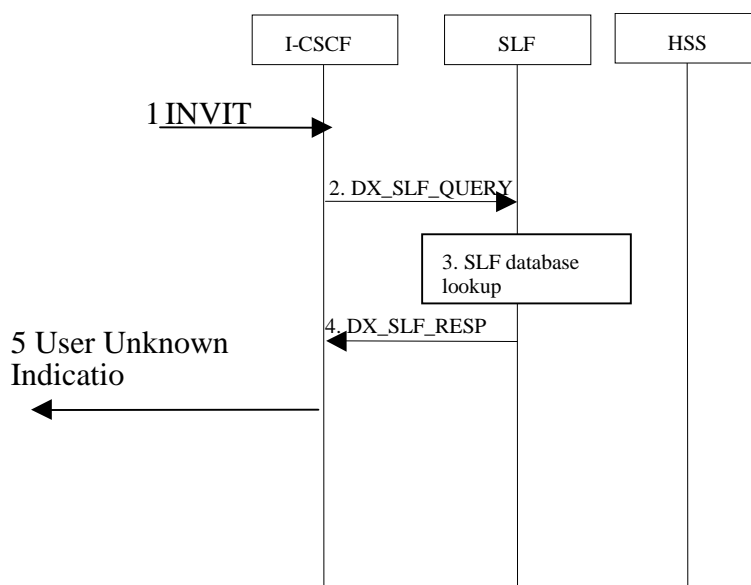 I-CSCF
SLF
HSS
1 INVIT
2. DX_SLF_QUERY
3. SLF database
lookup
4. DX_SLF_RESP
5 User Unknown
Indicatio